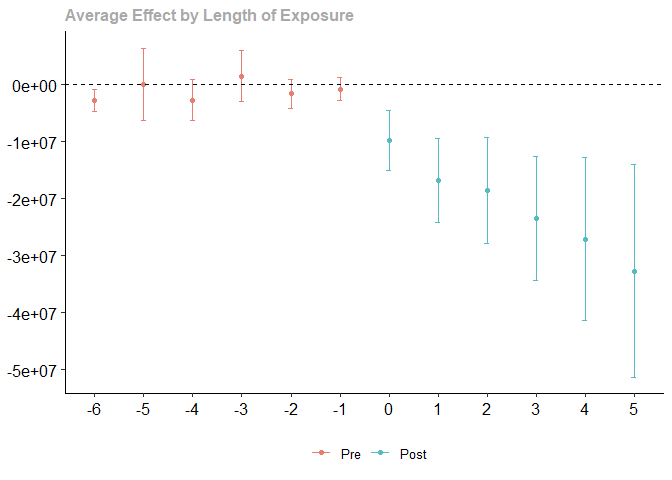 Average Effect by Length of Exposure
0e+00
-1e+07
-2e+07
-3e+07
-4e+07
-5e+07
-6 -5 -4 -3 -2 -1 0 1 2 3 4 5
Pre Post